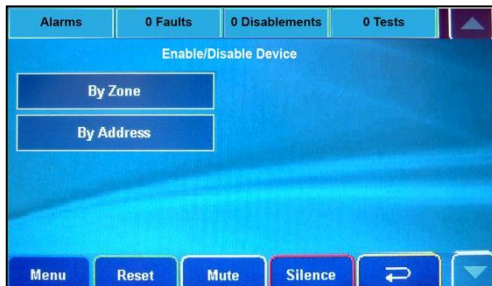 Alarms 0 Faults 0 Disablements 0 Tests
Enable/Disable Device
By Zone
By Address
Menu Reset Mute Silence